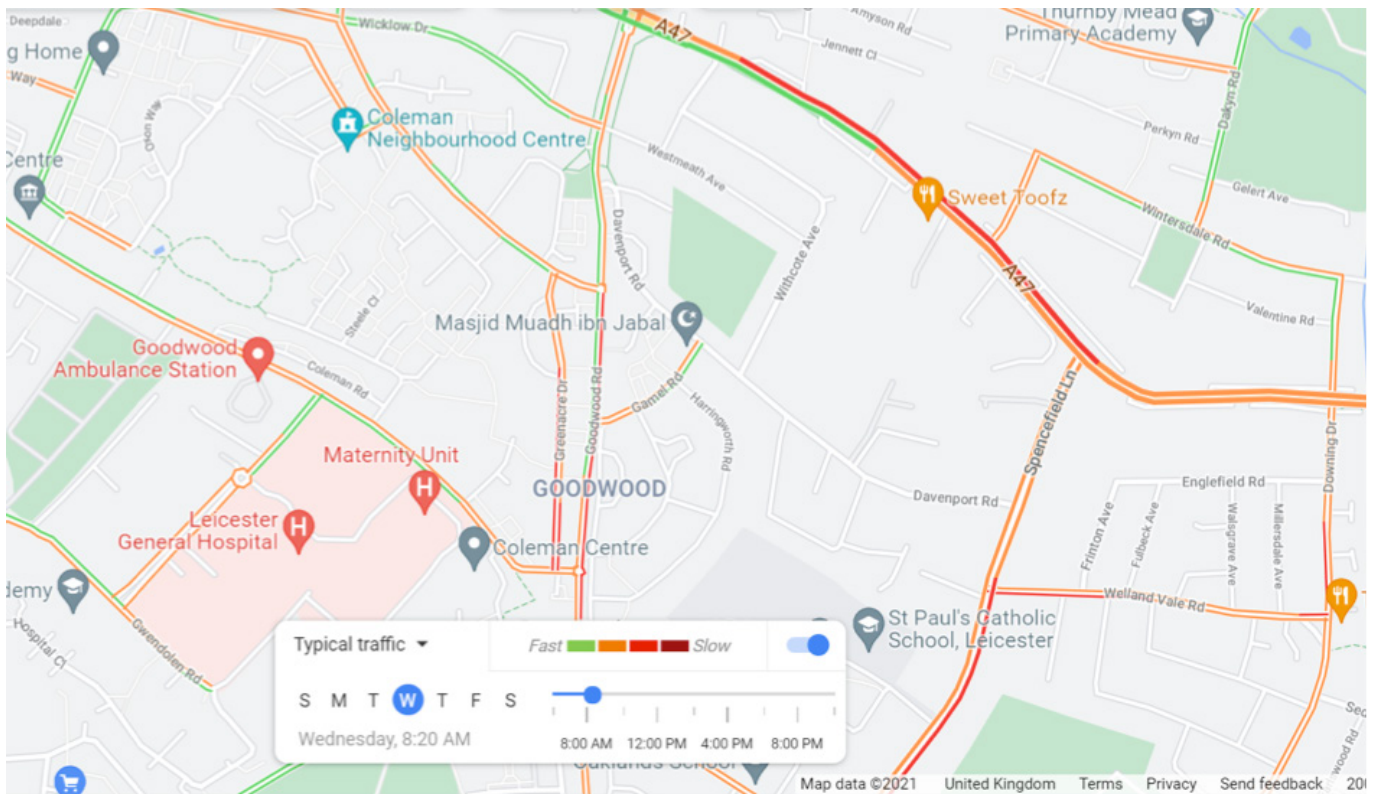 Deepdale
Wicklow Dr
A47
Amyson Rd
Thurnby Mead
Primary Academy
g Home
Jennett Cl
Way
Dakyn Rd
Coleman
Neighbourhood Centre
Perkyn Rd
Centre
Westmeath Ave
Sweet Toofz
Gelert Ave
Wintersdale Rd
Davenport Rd
Withcote Ave
A47
Steele Cl
Valentine Rd
Masjid Muadh ibn Jabal
Goodwood
Ambulance Station
Coleman Rd
Greenacre Dr
Goodwood Rd
Gamel Rd
Harringworth Rd
Spencefield Ln
Downing Dr
Maternity Unit
GOODWOOD
Davenport Rd
Englefield Rd
Frinton Ave
Fulbeck Ave
Walsgrave Ave
Millersdale Ave
Leicester
General Hospital
Coleman Centre
demy
Welland Vale Rd
Hospital Cl
Gwendolen Rd
St Paul's Catholic
School, Leicester
Typical traffic
Fast
Slow
S M T W T F S
Wednesday, 8:20 AM
8:00 AM 12:00 PM 4:00 PM 8:00 PM
Oaklands School
Map data ©2021 United Kingdom Terms Privacy Send feedback 200